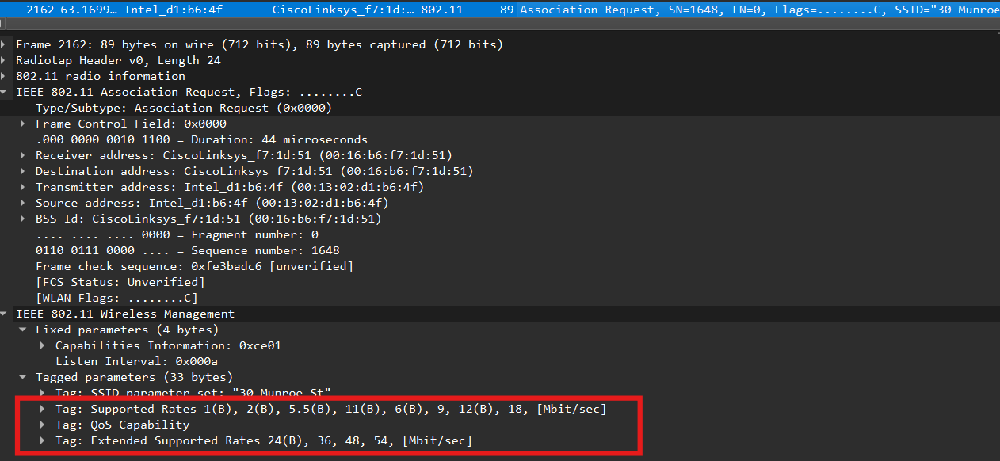 2162 63.1699… Intel_d1:b6:4f CiscoLinksys_f7:1d:… 802.11 89 Association Request, SN=1648, FN=0, Flags=........C, SSID="30 Munroe
Frame 2162: 89 bytes on wire (712 bits), 89 bytes captured (712 bits)
Radiotap Header v0, Length 24
802.11 radio information
IEEE 802.11 Association Request, Flags: ........C
Type/Subtype: Association Request (0x0000)
Frame Control Field: 0x0000
.000 0000 0010 1100 = Duration: 44 microseconds
Receiver address: CiscoLinksys_f7:1d:51 (00:16:b6:f7:1d:51)
Destination address: CiscoLinksys_f7:1d:51 (00:16:b6:f7:1d:51)
Transmitter address: Intel_d1:b6:4f (00:13:02:d1:b6:4f)
Source address: Intel_d1:b6:4f (00:13:02:d1:b6:4f)
BSS Id: CiscoLinksys_f7:1d:51 (00:16:b6:f7:1d:51)
.... .... .... 0000 = Fragment number: 0
0110 0111 0000 .... = Sequence number: 1648
Frame check sequence: 0xfe3badc6 [unverified]
[FCS Status: Unverified]
[WLAN Flags: ........C]
IEEE 802.11 Wireless Management
Fixed parameters (4 bytes)
Capabilities Information: 0xce01
Listen Interval: 0x000a
Tagged parameters (33 bytes)
Tag: SSID parameter set: "30 Munroe St"
Tag: Supported Rates 1(B), 2(B), 5.5(B), 11(B), 6(B), 9, 12(B), 18, [Mbit/sec]
Tag: QoS Capability
Tag: Extended Supported Rates 24(B), 36, 48, 54, [Mbit/sec]